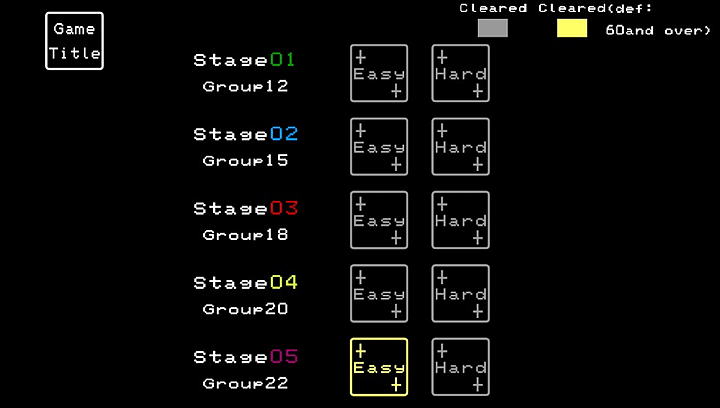 Cleared Cleared(def:
60and over)
Game
Title
Stage01
Group12
Easy
Hard
Stage02
Group15
Easy
Hard
Stage03
Group18
Easy
Hard
Stage04
Group20
Easy
Hard
Stage05
Group22
Easy
Hard